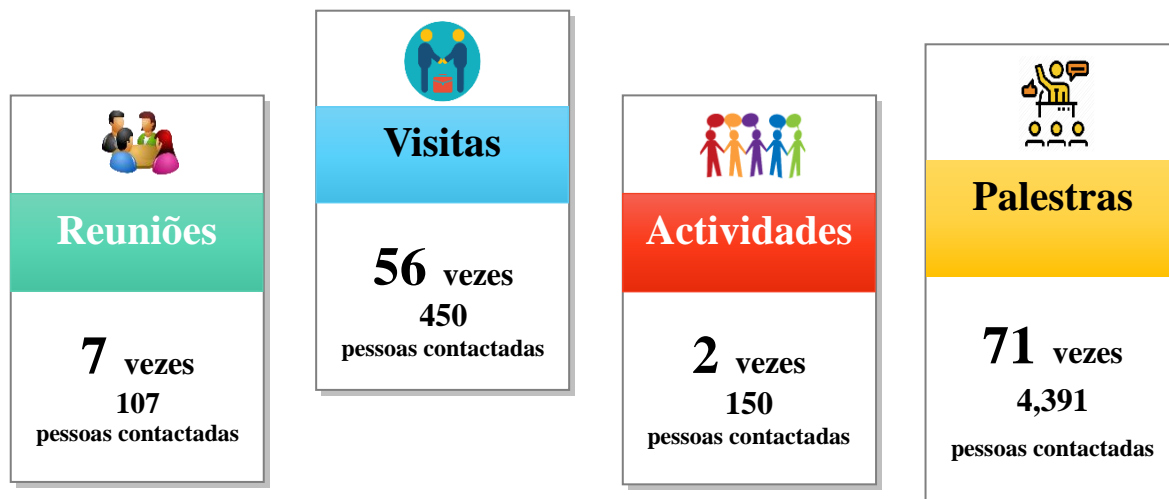 Reuniões
7 vezes
107
pessoas contactadas
Visitas
56 vezes
450
pessoas contactadas
Actividades
2 vezes
150
pessoas contactadas
Palestras
71 vezes
4,391
pessoas contactadas